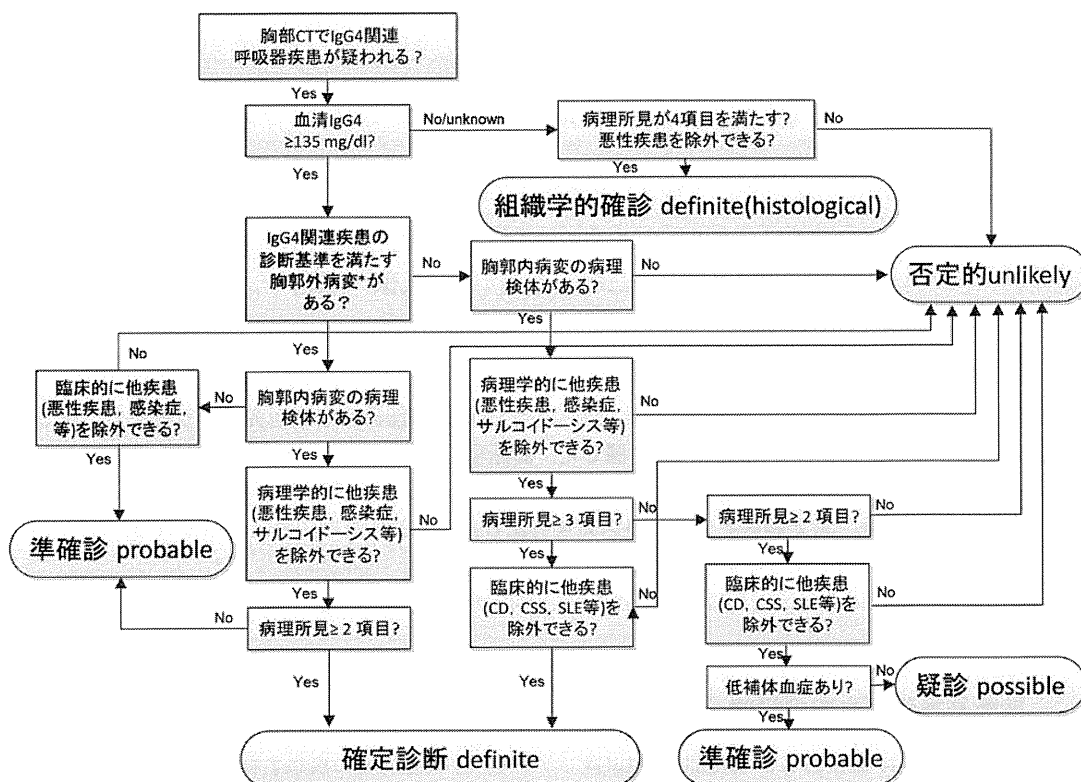 胸部CTでIgG4関連
呼吸器疾患が疑われる？
Yes
血清IgG4
≥135 mg/dl?
No/unknown
病理所見が4項目を満たす?
悪性疾患を除外できる?
No
Yes
Yes
組織学的確診 definite(histological)
IgG4関連疾患の
診断基準を満たす
胸郭外病変*が
ある？
No
胸郭内病変の病理
検体がある?
No
否定的unlikely
Yes
Yes
No
臨床的に他疾患
(悪性疾患, 感染症,
等)を除外できる?
No
胸郭内病変の病理
検体がある?
病理学的に他疾患
(悪性疾患, 感染症,
サルコイドーシス等)
を除外できる?
No
Yes
Yes
Yes
病理学的に他疾患
(悪性疾患, 感染症,
サルコイドーシス等)
を除外できる?
No
病理所見≥ 3 項目?
No
病理所見≥ 2 項目?
No
準確診 probable
Yes
Yes
Yes
臨床的に他疾患
(CD, CSS, SLE等)を
除外できる?
No
臨床的に他疾患
(CD, CSS, SLE等)を
除外できる?
No
No
病理所見≥ 2 項目?
Yes
Yes
Yes
低補体血症あり?
No
疑診 possible
Yes
確定診断 definite
準確診 probable